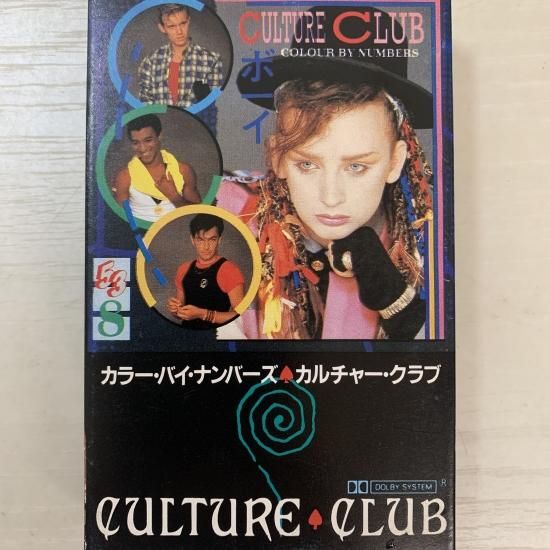 CULTURE CLUB
COLOUR BY NUMBERS
ボーイ
8
カラー・バイ・ナンバーズ♠カルチャー・クラブ
DOLBY SYSTEM ®
CULTURE♠CLUB